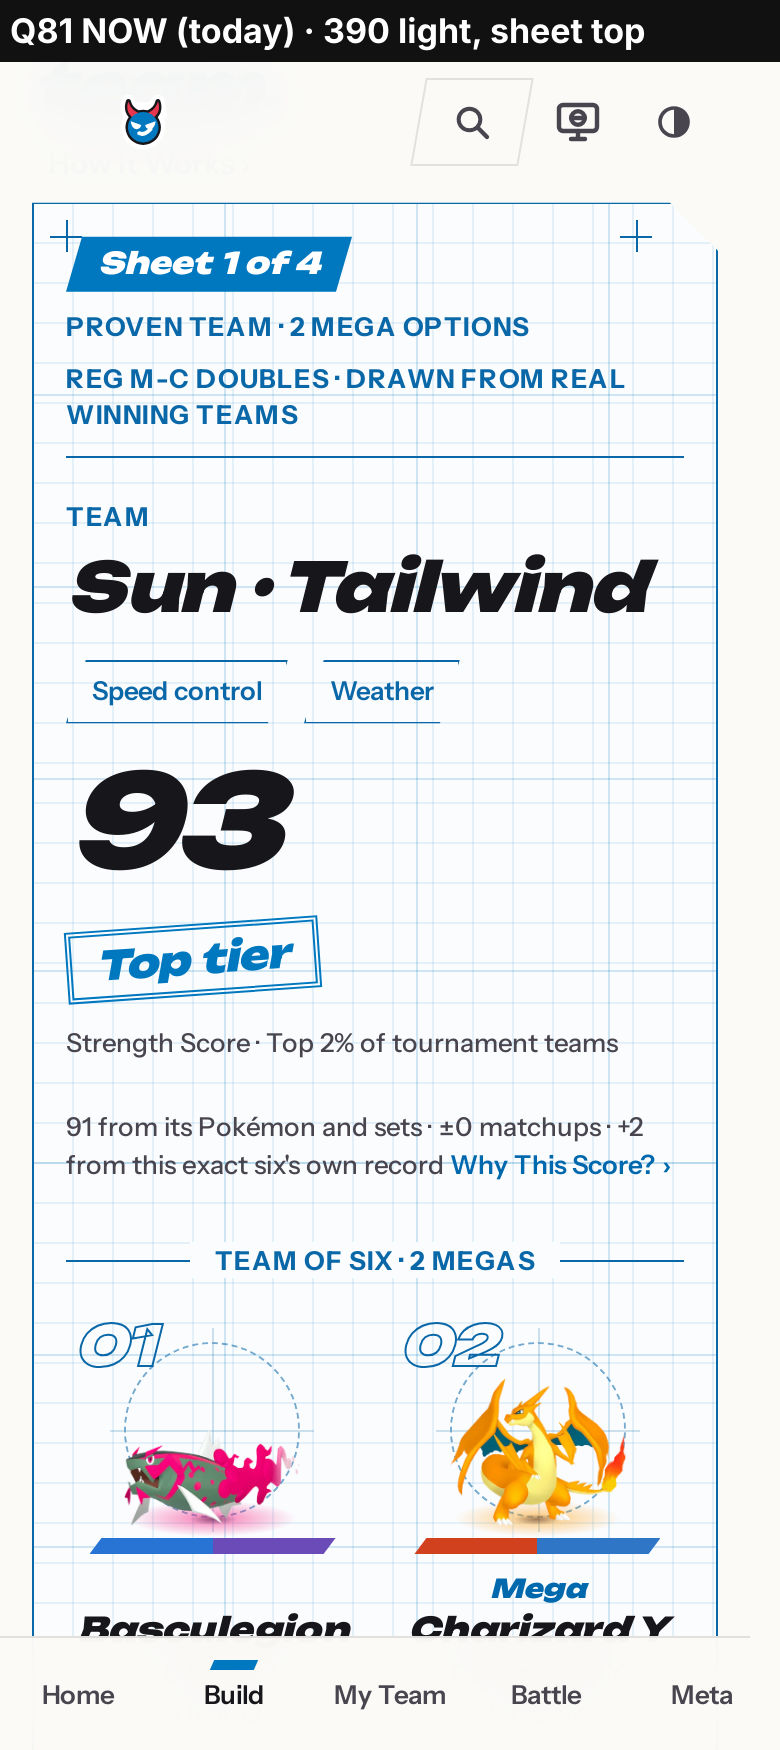 Q81 NOW (today) · 390 light, sheet top
How it Works ›
Sheet 1 of 4
PROVEN TEAM · 2 MEGA OPTIONS
REG M-C DOUBLES · DRAWN FROM REAL
WINNING TEAMS
TEAM
Sun · Tailwind
Speed control
Weather
93
Top tier
Strength Score · Top 2% of tournament teams
91 from its Pokémon and sets · ±0 matchups · +2
from this exact six's own record Why This Score? ›
TEAM OF SIX · 2 MEGAS
01
02
Mega
Basculegion
Charizard Y
Home
Build
My Team
Battle
Meta